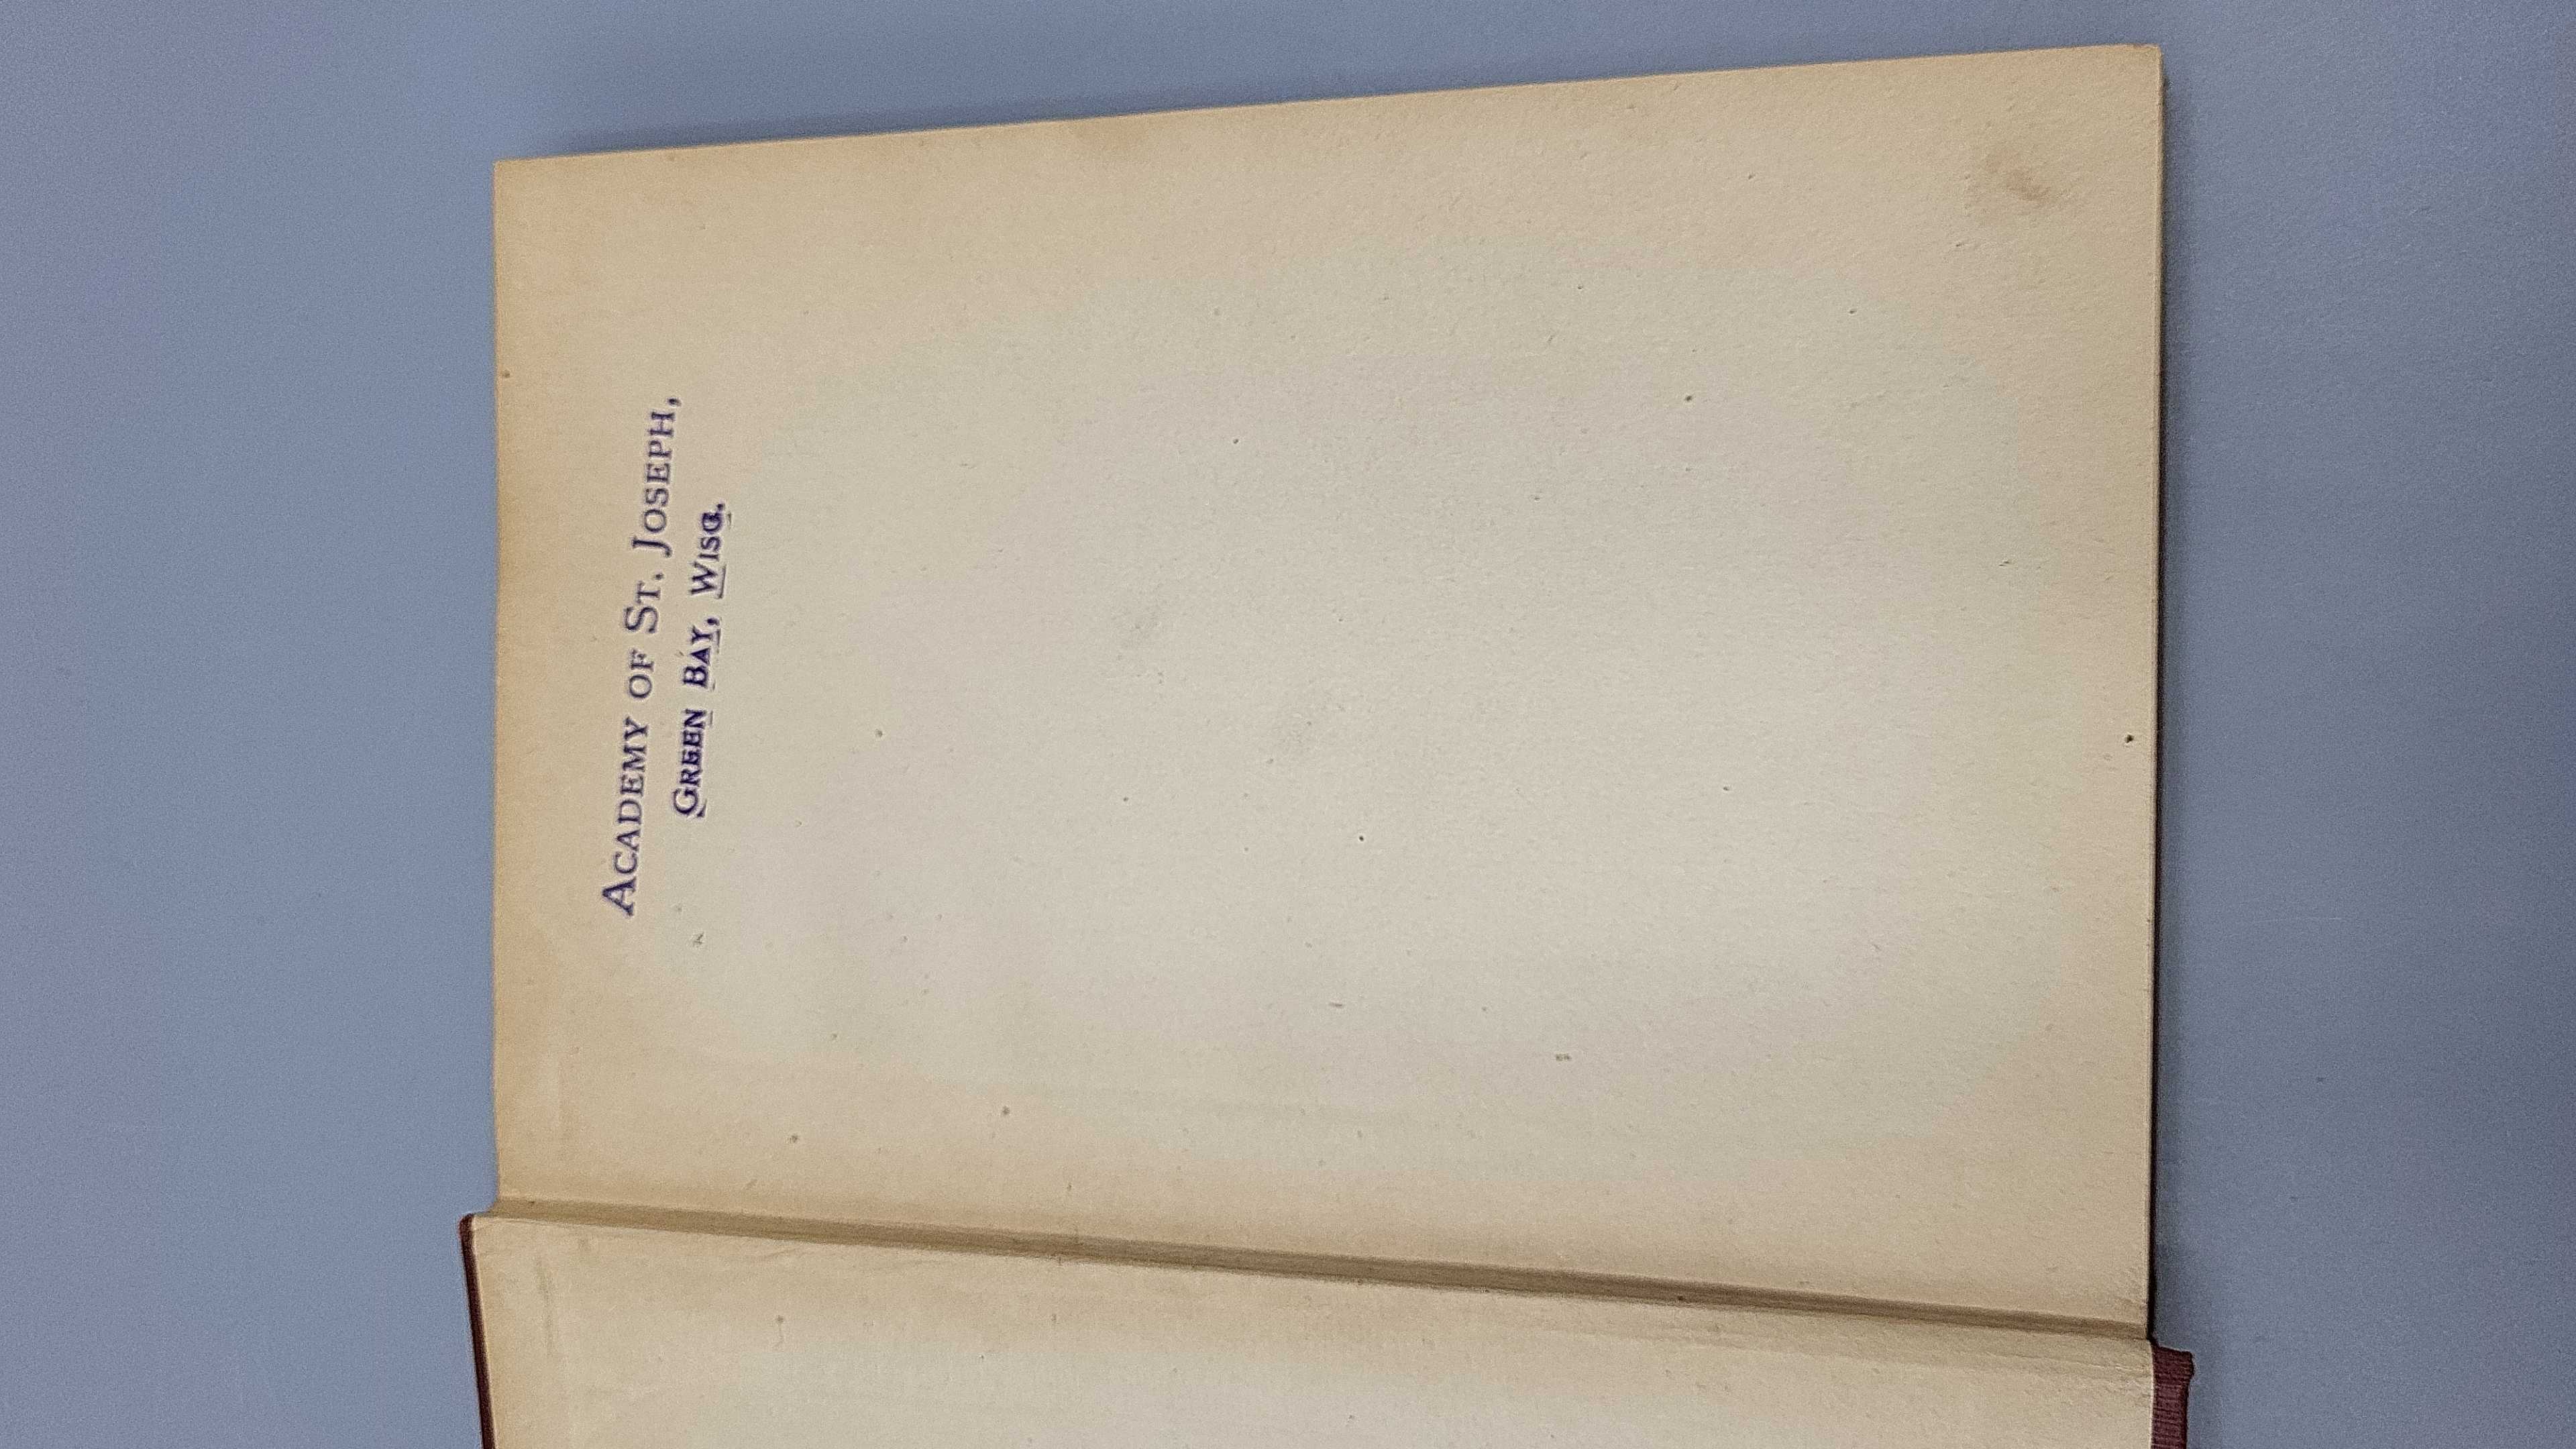 ACADEMY OF ST. JOSEPH,
GREEN BAY, WISC.